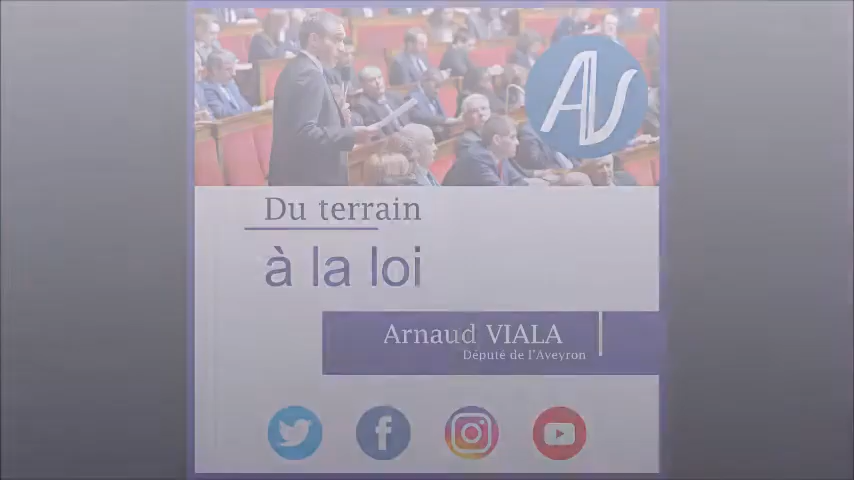 AV
Du terrain
à la loi
Arnaud VIALA
Député de l'Aveyron